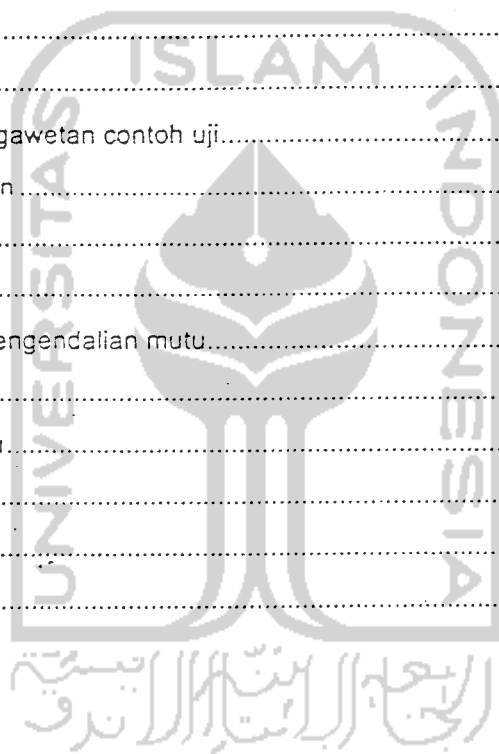 ISLAM
UNIVERSITAS
INDONESIA
gawetan contoh uji....................
n....................
engendalian mutu....................